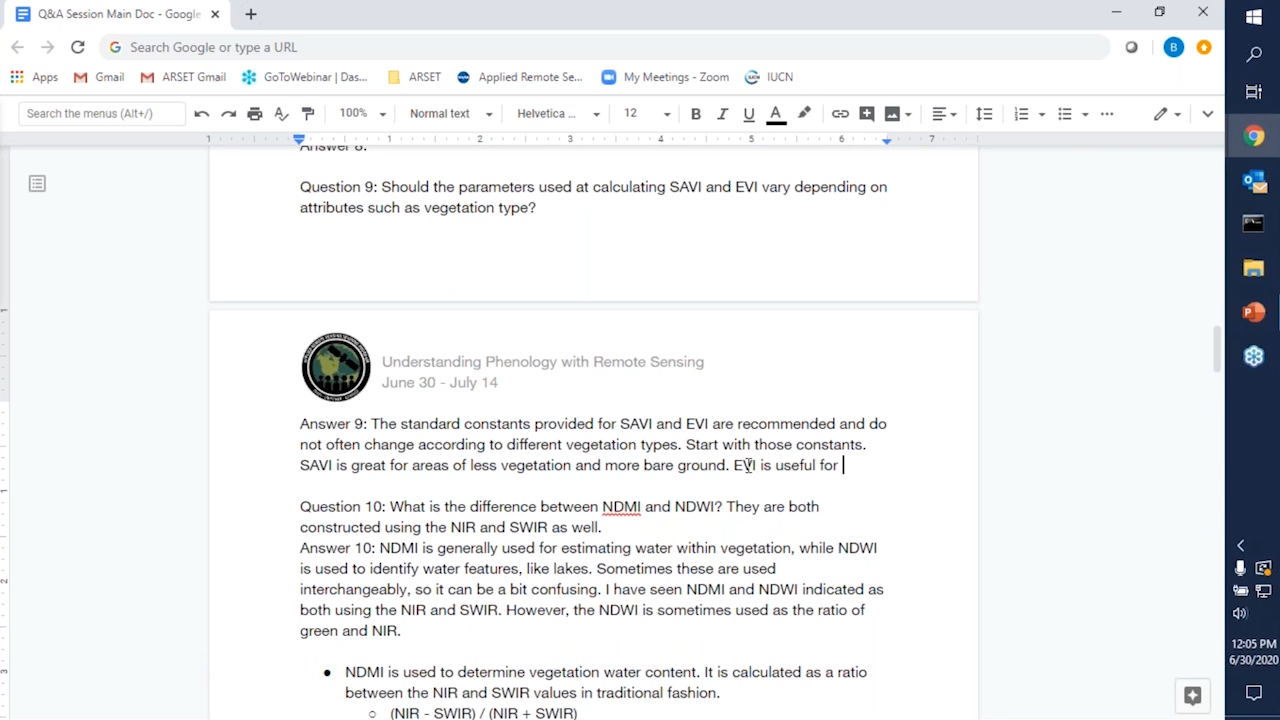 Q&A Session Main Doc - Google
Search Google or type a URL
B
Apps
Gmail
ARSET Gmail
GoToWebinar | Das...
ARSET
Applied Remote Se...
My Meetings - Zoom
IUCN
Search the menus (Alt+/)
100%
Normal text
Helvetica ...
12
B
I
U
A
1
1
2
3
4
5
6
7
Answer 8:
Question 9: Should the parameters used at calculating SAVI and EVI vary depending on
attributes such as vegetation type?
Understanding Phenology with Remote Sensing
June 30 - July 14
Answer 9: The standard constants provided for SAVI and EVI are recommended and do
not often change according to different vegetation types. Start with those constants.
SAVI is great for areas of less vegetation and more bare ground. EVI is useful for
Question 10: What is the difference between NDMI and NDWI? They are both
constructed using the NIR and SWIR as well.
Answer 10: NDMI is generally used for estimating water within vegetation, while NDWI
is used to identify water features, like lakes. Sometimes these are used
interchangeably, so it can be a bit confusing. I have seen NDMI and NDWI indicated as
both using the NIR and SWIR. However, the NDWI is sometimes used as the ratio of
green and NIR.
● NDMI is used to determine vegetation water content. It is calculated as a ratio
between the NIR and SWIR values in traditional fashion.
○ (NIR - SWIR) / (NIR + SWIR)
12:05 PM
6/30/2020